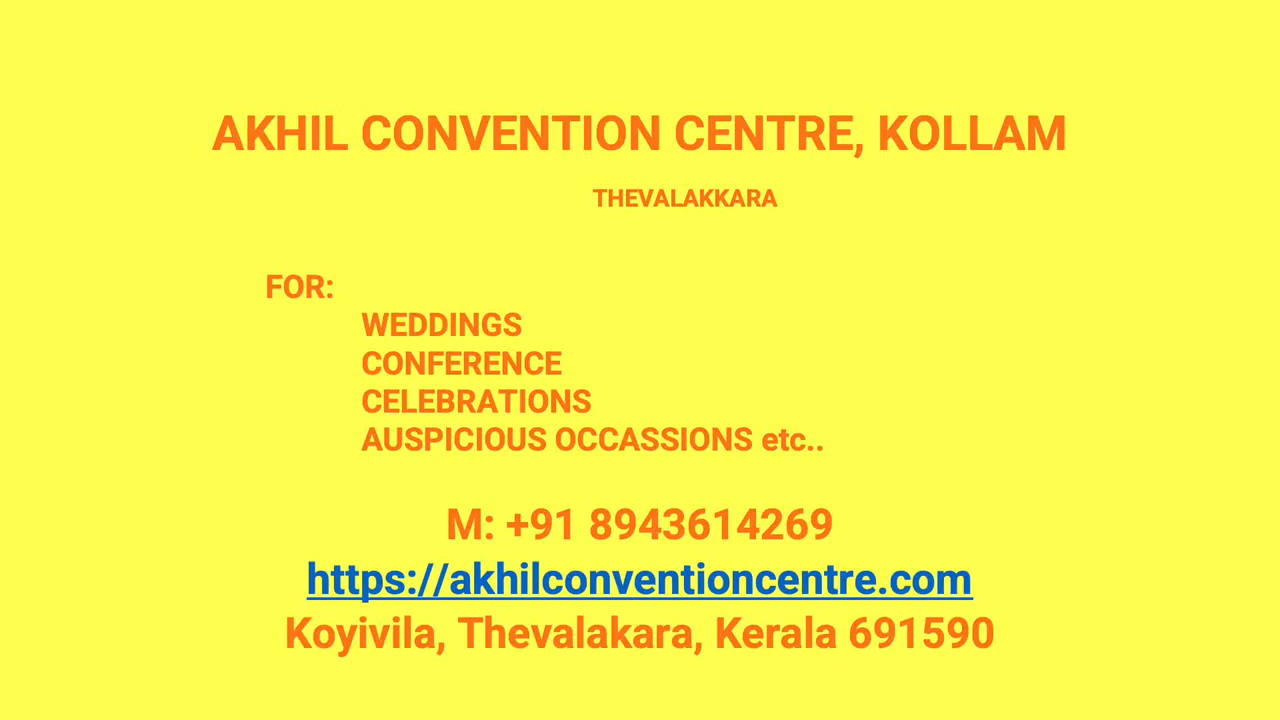 AKHIL CONVENTION CENTRE, KOLLAM
THEVALAKKARA
FOR:
WEDDINGS
CONFERENCE
CELEBRATIONS
AUSPICIOUS OCCASSIONS etc..
M: +91 8943614269
https://akhilconventioncentre.com
Koyivila, Thevalakara, Kerala 691590